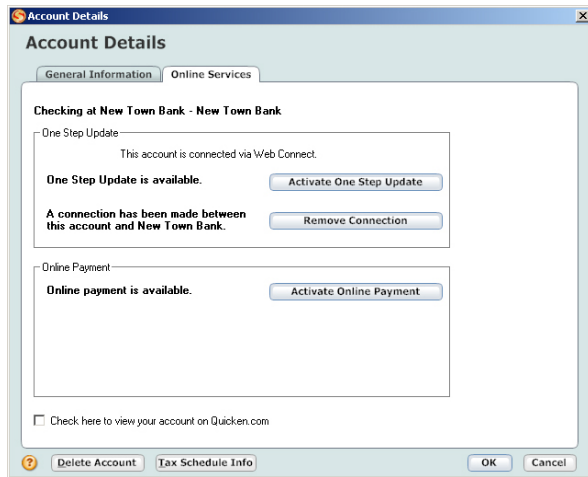 Account Details
Account Details
General Information
Online Services
Checking at New Town Bank - New Town Bank
One Step Update
This account is connected via Web Connect.
One Step Update is available.
Activate One Step Update
A connection has been made between
this account and New Town Bank.
Remove Connection
Online Payment
Online payment is available.
Activate Online Payment
Check here to view your account on Quicken.com
? Delete Account Tax Schedule Info OK Cancel